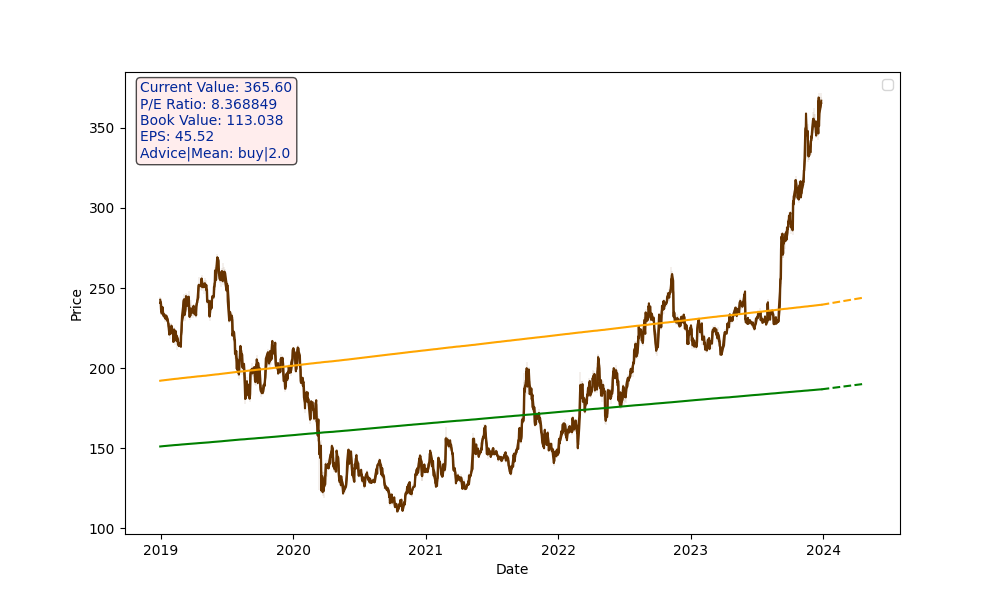 Current Value: 365.60
P/E Ratio: 8.368849
Book Value: 113.038
EPS: 45.52
Advice|Mean: buy|2.0
350
300
250
200
150
100
Price
2019 2020 2021 2022 2023 2024
Date